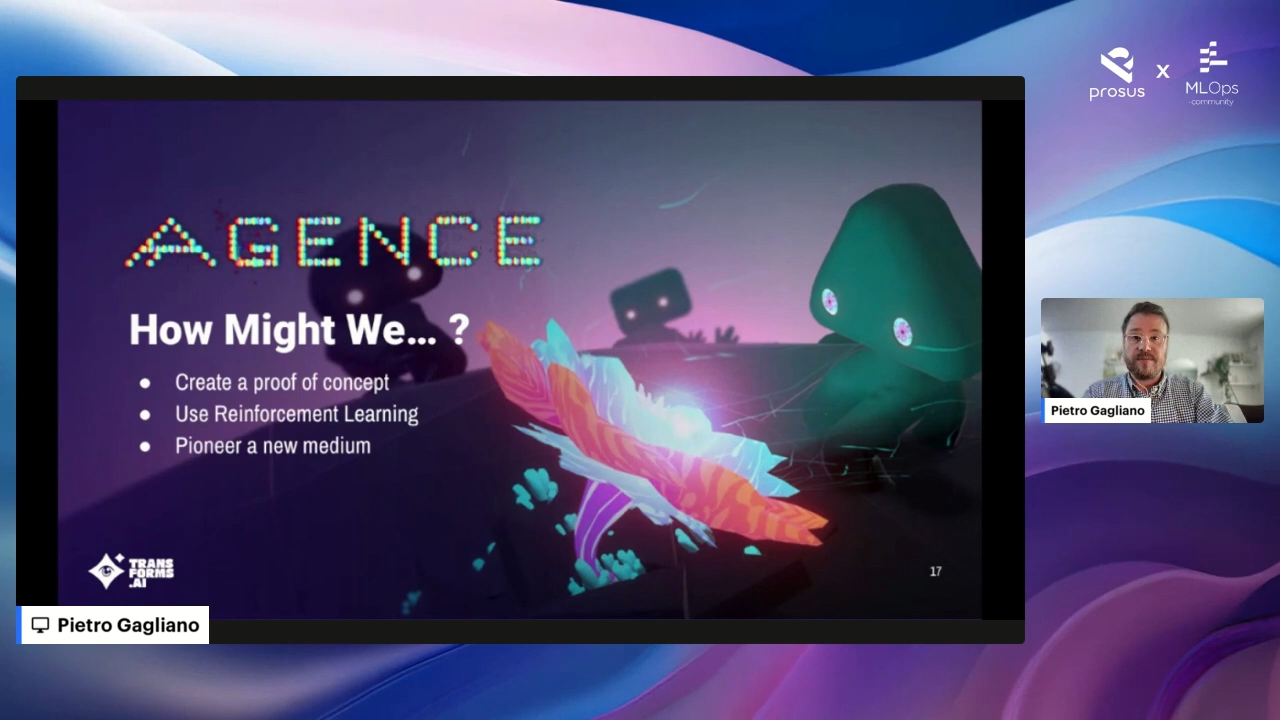 prosus x MLOps
-community
AGENCE
How Might We... ?
• Create a proof of concept
• Use Reinforcement Learning
• Pioneer a new medium
TRANS
FORMS
.AI
17
Pietro Gagliano
Pietro Gagliano